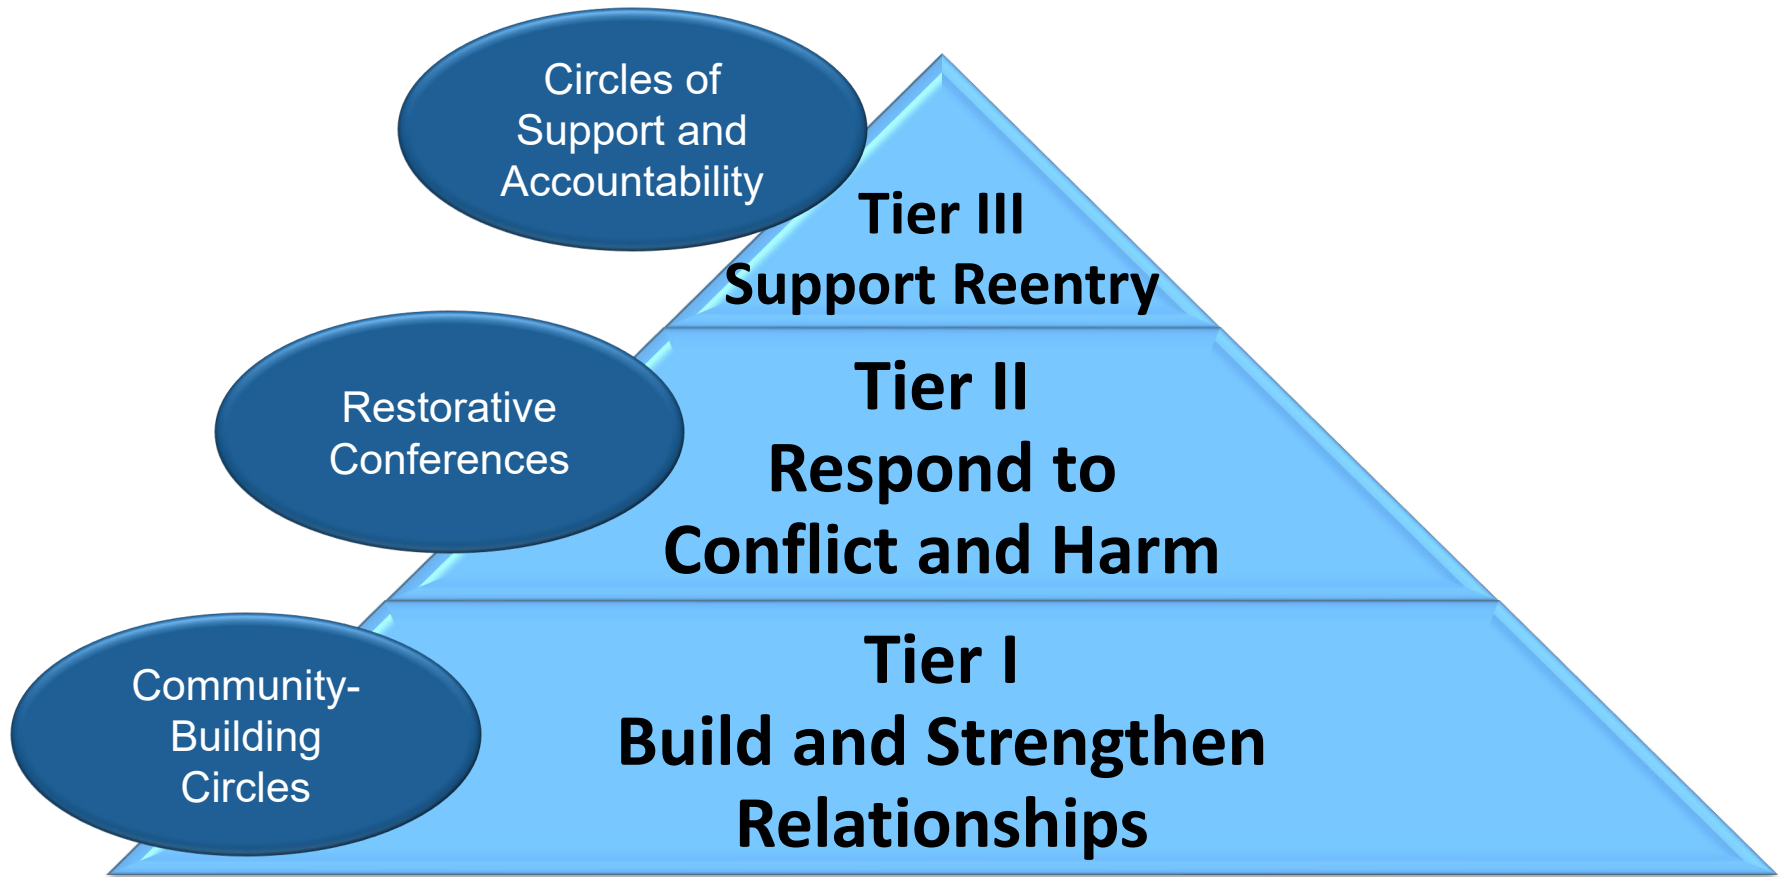 Circles of
Support and
Accountability
Tier III
Support Reentry
Restorative
Conferences
Tier II
Respond to
Conflict and Harm
Community-
Building
Circles
Tier I
Build and Strengthen
Relationships